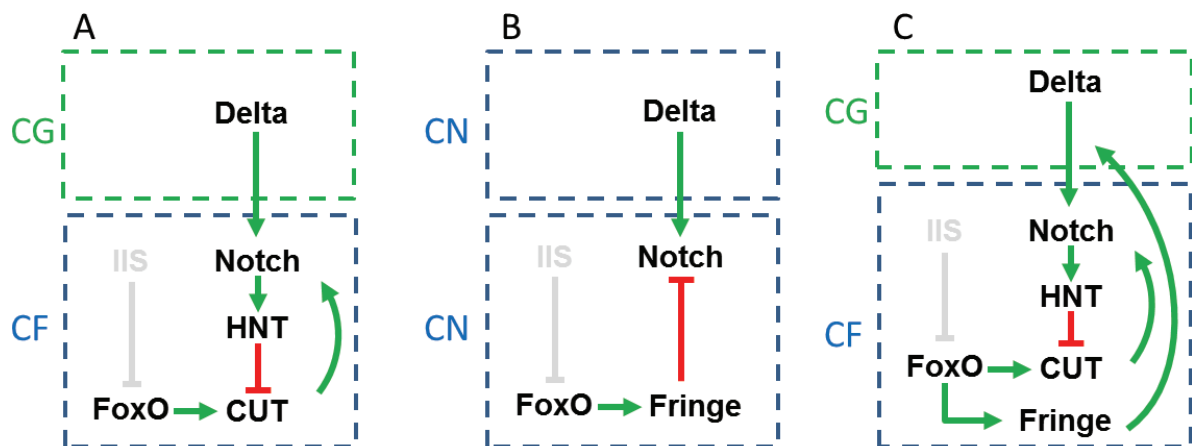 A
CG
Delta
IIS
Notch
HNT
CF
FoxO
CUT
B
CN
Delta
IIS
Notch
CN
FoxO
Fringe
C
CG
Delta
IIS
Notch
HNT
CF
FoxO
CUT
Fringe